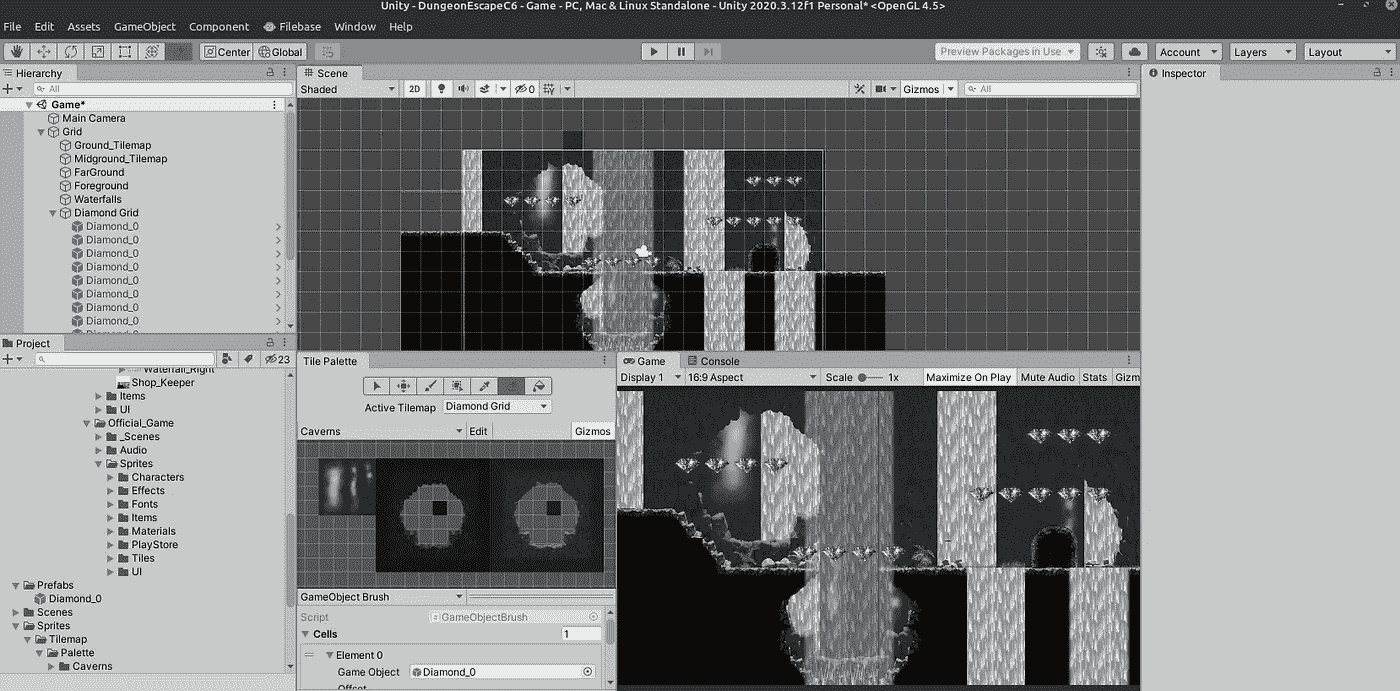 Unity - DungeonEscapeC6 - Game - PC, Mac & Linux Standalone - Unity 2020.3.12f1 Personal* <OpenGL 4.5>
File Edit Assets GameObject Component Filebase Window Help
Center Global Preview Packages in Use Account Layers Layout
Hierarchy
All
Game*
Main Camera
Grid
Ground_Tilemap
Midground_Tilemap
FarGround
Foreground
Waterfalls
Diamond Grid
Diamond_0
Diamond_0
Diamond_0
Diamond_0
Diamond_0
Diamond_0
Diamond_0
Diamond_0
Project
23
Waterfall_Right
Shop_Keeper
Items
UI
Official_Game
_Scenes
Audio
Sprites
Characters
Effects
Fonts
Items
Materials
PlayStore
Tiles
UI
Prefabs
Diamond_0
Scenes
Sprites
Tilemap
Palette
Caverns
Scene
Shaded 2D 0 Gizmos All
Tile Palette
Active Tilemap Diamond Grid
Caverns Edit Gizmos
GameObject Brush
Script GameObjectBrush
Cells 1
Element 0
Game Object Diamond_0
Offset
Game Console
Display 1 16:9 Aspect Scale 1x Maximize On Play Mute Audio Stats Gizm
Inspector